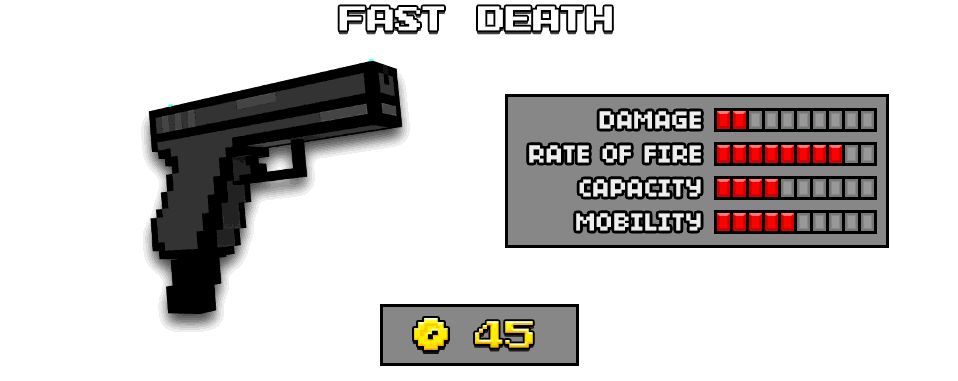 FAST DEATH
DAMAGE
RATE OF FIRE
CAPACITY
MOBILITY
45